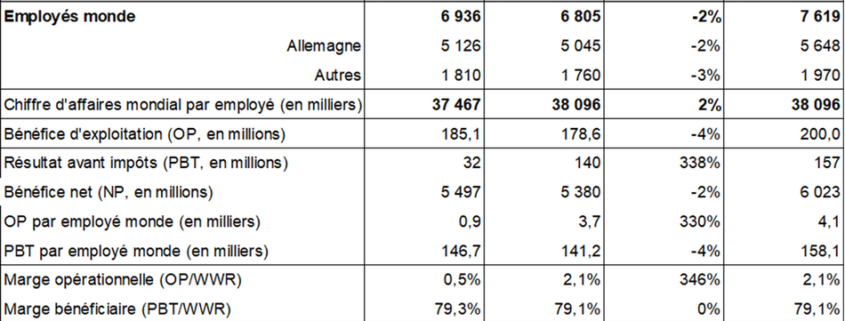 Employés monde 6 936 6 805 -2% 7 619
Allemagne 5 126 5 045 -2% 5 648
Autres 1 810 1 760 -3% 1 970
Chiffre d'affaires mondial par employé (en milliers) 37 467 38 096 2% 38 096
Bénéfice d'exploitation (OP, en millions) 185,1 178,6 -4% 200,0
Résultat avant impôts (PBT, en millions) 32 140 338% 157
Bénéfice net (NP, en millions) 5 497 5 380 -2% 6 023
OP par employé monde (en milliers) 0,9 3,7 330% 4,1
PBT par employé monde (en milliers) 146,7 141,2 -4% 158,1
Marge opérationnelle (OP/WWR) 0,5% 2,1% 346% 2,1%
Marge bénéficiaire (PBT/WWR) 79,3% 79,1% 0% 79,1%